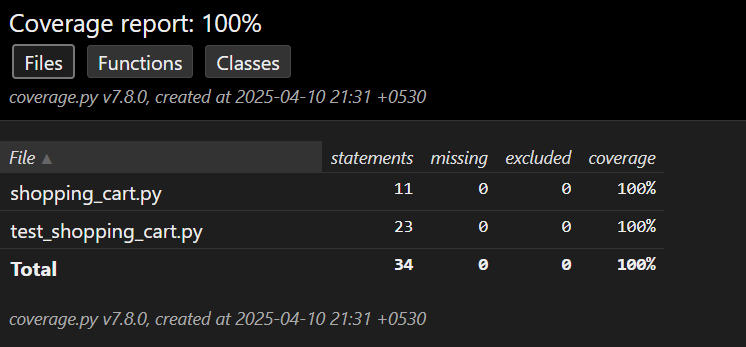 Coverage report: 100%
Files Functions Classes
coverage.py v7.8.0, created at 2025-04-10 21:31 +0530
File ▲ statements missing excluded coverage
shopping_cart.py 11 0 0 100%
test_shopping_cart.py 23 0 0 100%
Total 34 0 0 100%
coverage.py v7.8.0, created at 2025-04-10 21:31 +0530